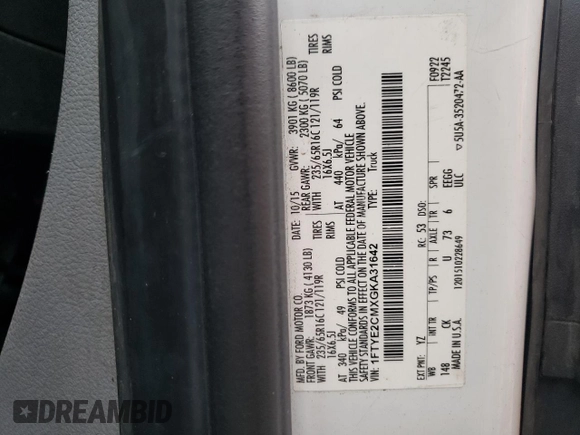 MFD. BY FORD MOTOR CO.
DATE: 10/15 GVWR: 3901 KG ( 8600 LB)
FRONT GAWR: 1873 KG ( 4130 LB) REAR GAWR: 2300 KG ( 5070 LB)
WITH 235/65R16C 121/119R TIRES WITH 235/65R16C 121/119R TIRES
16X6.5J RIMS 16X6.5J RIMS
AT 340 kPa/ 49 PSI COLD AT 440 kPa/ 64 PSI COLD
THIS VEHICLE CONFORMS TO ALL APPLICABLE FEDERAL MOTOR VEHICLE
SAFETY STANDARDS IN EFFECT ON THE DATE OF MANUFACTURE SHOWN ABOVE.
VIN: 1FTYE2CMXGKA31642 TYPE: Truck
F0922
T2245
EXT PNT: YZ RC: 53 DSO:
WB INT TR TP/PS R AXLE TR SPR
148 CK U 73 6 EEGG
ULC
MADE IN U.S.A. 1201510228649 ▽5U5A-3520472-AA
DREAMBID